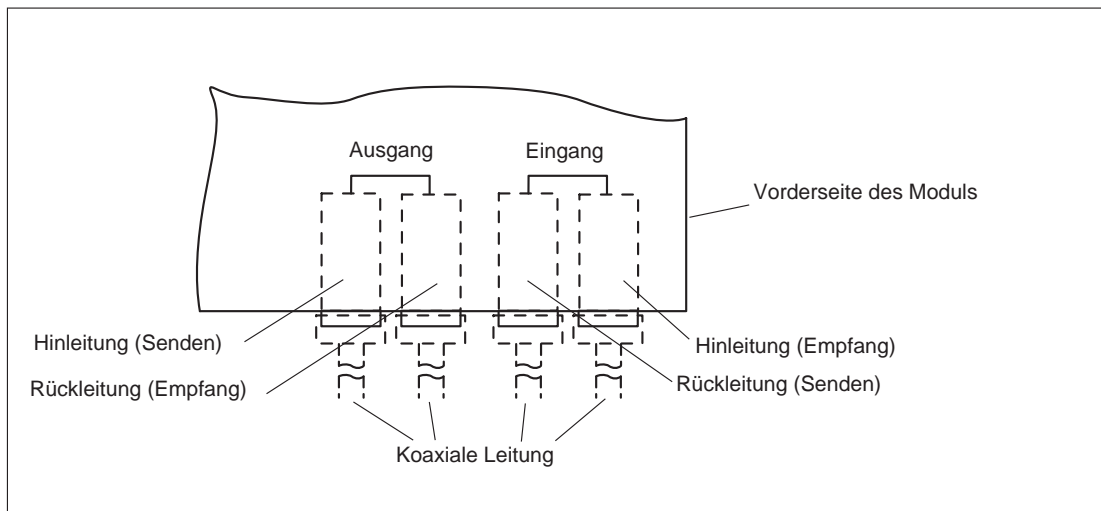 Ausgang
Eingang
Vorderseite des Moduls
Hinleitung (Senden)
Hinleitung (Empfang)
Rückleitung (Empfang)
Rückleitung (Senden)
Koaxiale Leitung